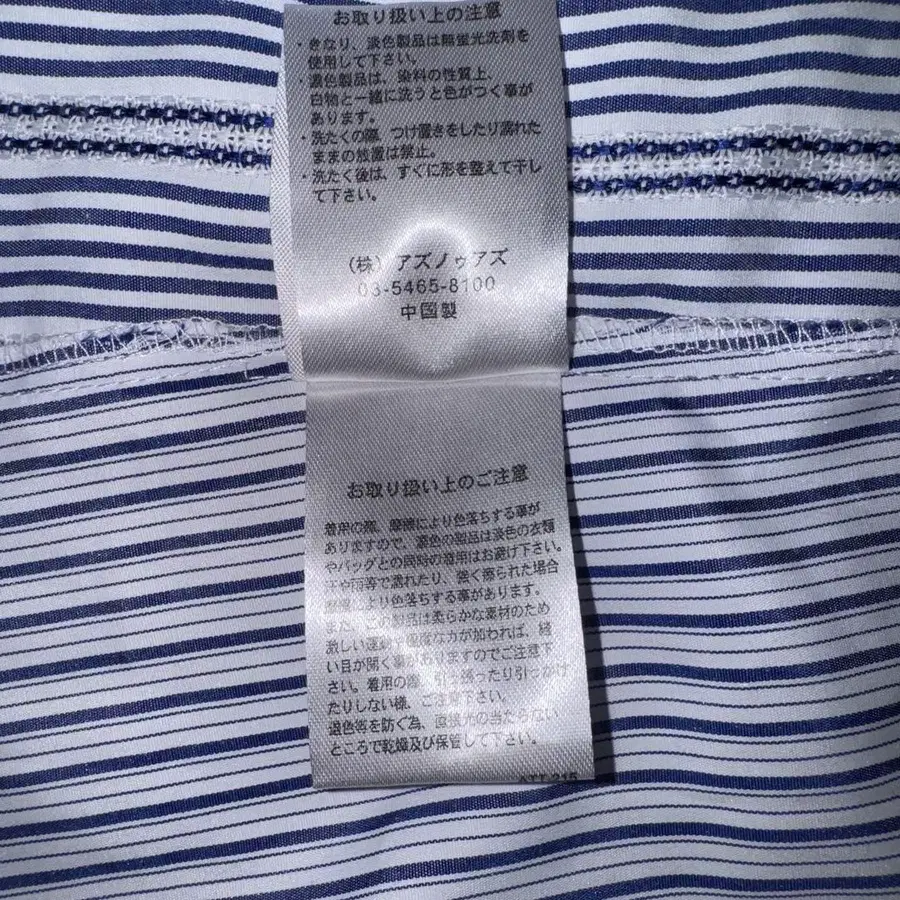 お取り扱い上の注意
・きなり、淡色製品は無蛍光洗剤を
使用して下さい。
・濃色製品は、染料の性質上、
白物と一緒に洗うと色がつく事が
あります。
・洗たくの際、つけ置きをしたり濡れた
ままの放置は禁止。
・洗たく後は、すぐに形を整えて干し
て下さい。
(株) アズノゥアズ
03-5465-8100
中国製
お取り扱い上のご注意
着用の際、摩擦により色落ちする事が
ありますので、濃色の製品は淡色の衣類
やバッグとの同時の着用はお避け下さい。
汗や雨等で濡れたり、強く擦られた場合
摩擦により色落ちする事があります。
また、この製品は柔らかな素材のため
激しい運動や過度な力が加われば、縫
い目が開く事がありますのでご注意下
さい。着用の際、引っ張ったり引っかけ
たりしない様、ご注意下さい。
退色等を防ぐ為、直接光の当たらない
ところで乾燥及び保管して下さい。